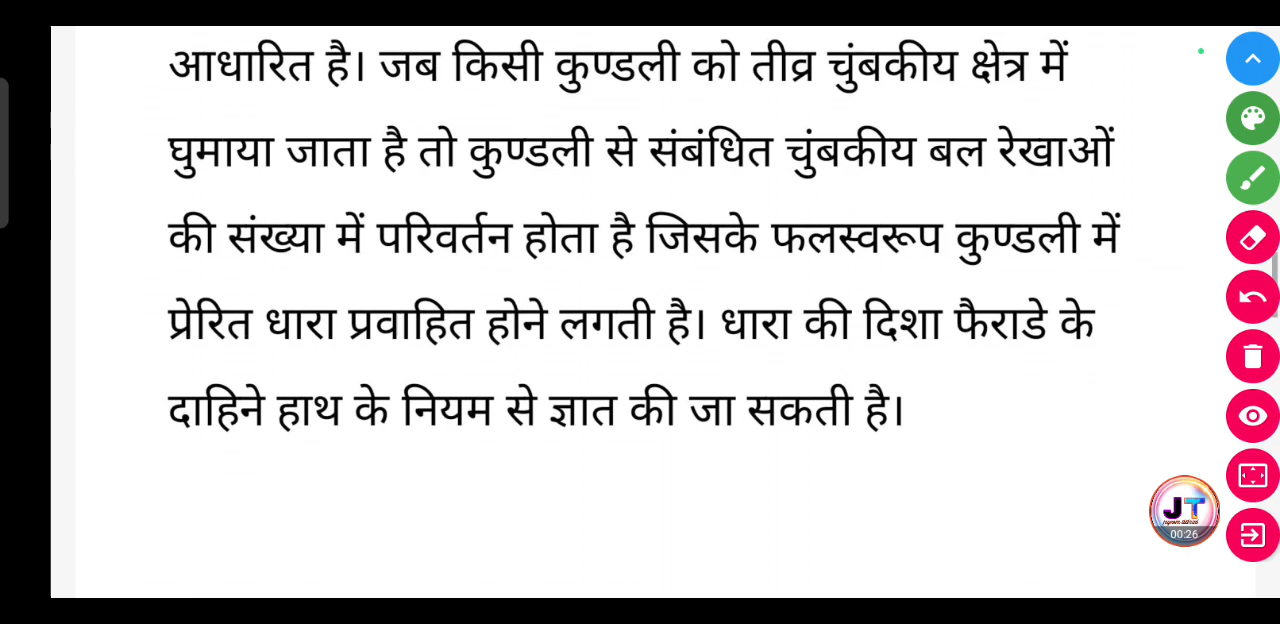 आधारित है। जब किसी कुण्डली को तीव्र चुंबकीय क्षेत्र में
घुमाया जाता है तो कुण्डली से संबंधित चुंबकीय बल रेखाओं
की संख्या में परिवर्तन होता है जिसके फलस्वरूप कुण्डली में
प्रेरित धारा प्रवाहित होने लगती है। धारा की दिशा फैराडे के
दाहिने हाथ के नियम से ज्ञात की जा सकती है।
JT
00:26